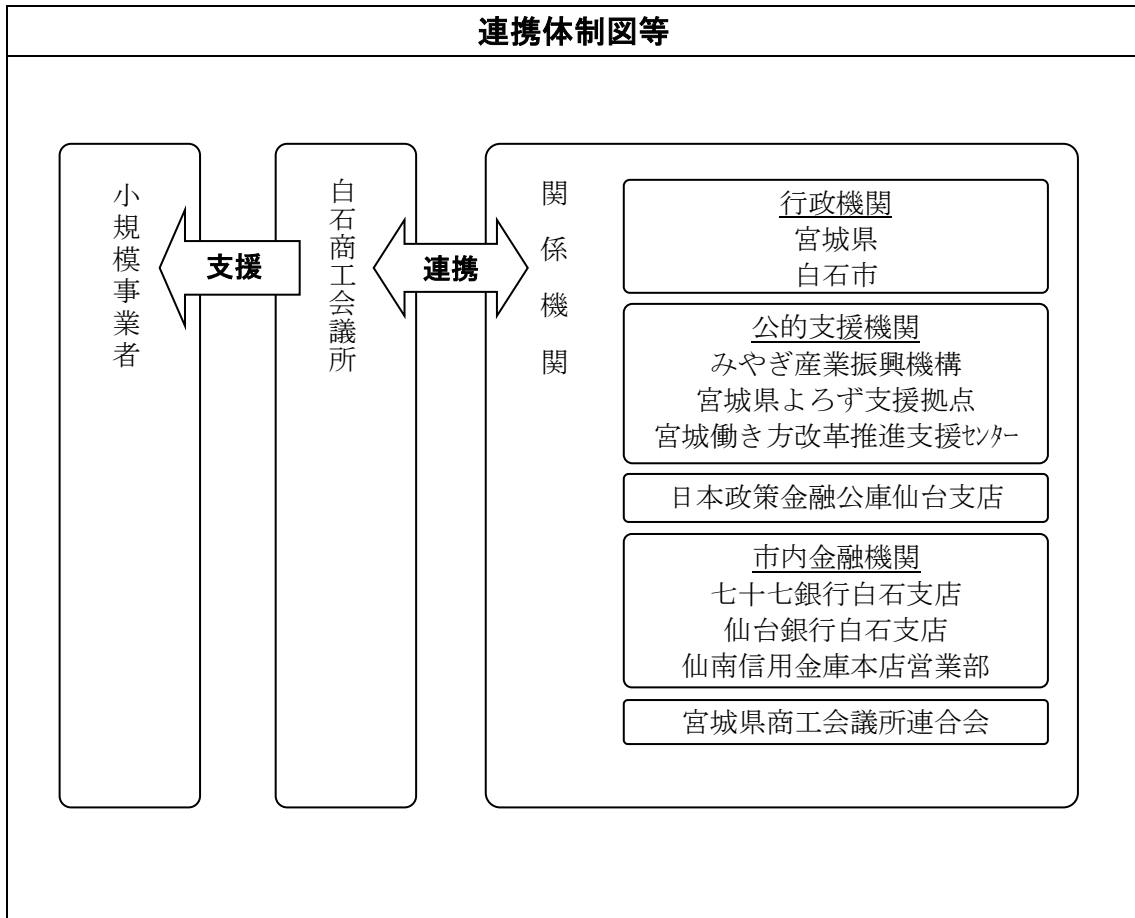 連携体制図等
小規模事業者
支援
白石商工会議所
連携
関係機関
行政機関
宮城県
白石市
公的支援機関
みやぎ産業振興機構
宮城県よろず支援拠点
宮城働き方改革推進支援ｾﾝﾀｰ
日本政策金融公庫仙台支店
市内金融機関
七十七銀行白石支店
仙台銀行白石支店
仙南信用金庫本店営業部
宮城県商工会議所連合会